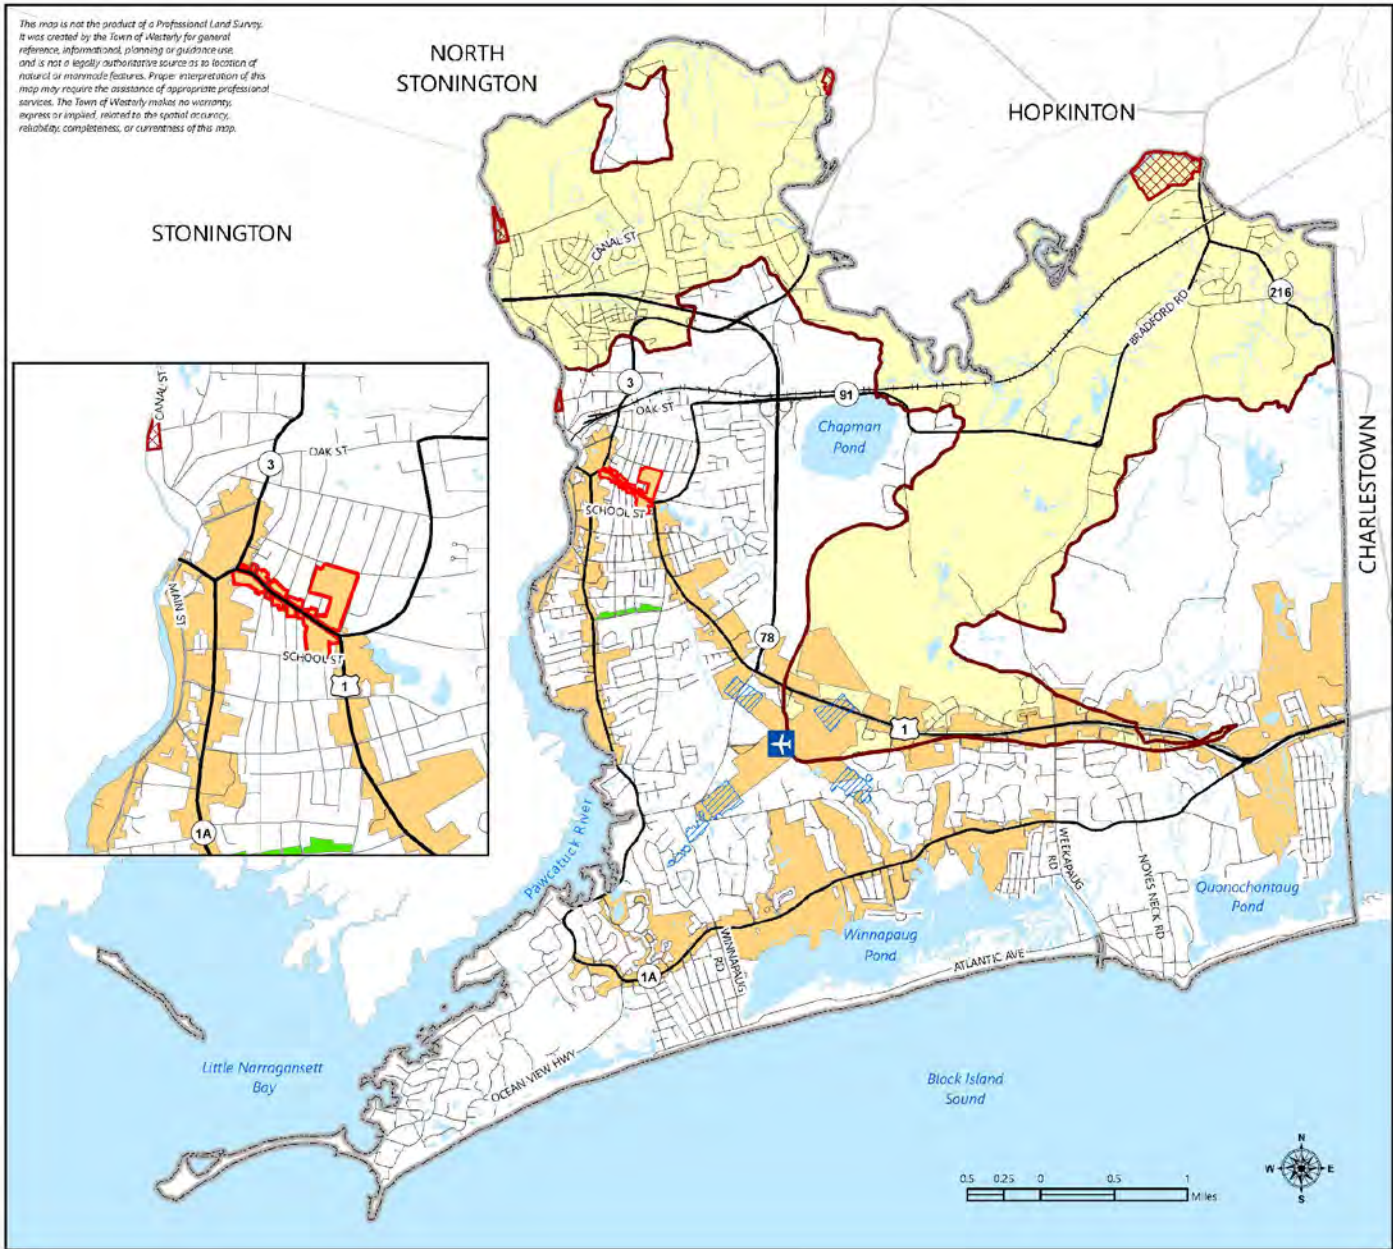 This map is not the product of a Professional Land Survey.
It was created by the Town of Westerly for general
reference, informational, planning or guidance use,
and is not a legally authoritative source as to location of
natural or manmade features. Proper interpretation of this
map may require the assistance of appropriate professional
services. The Town of Westerly makes no warranty,
express or implied, related to the spatial accuracy,
reliability, completeness, or currentness of this map.
NORTH
STONINGTON
HOPKINTON
STONINGTON
CANAL ST
216
BRADFORD RD
CANAL ST
3
OAK ST
91
Chapman
Pond
CHARLESTOWN
3
OAK ST
SCHOOL ST
MAIN ST
SCHOOL ST
1
78
1
1A
Pawcatuck River
WEEKAPAUG
RD
NOYES NECK RD
Quonochontaug
Pond
Winnapaug
Pond
WINNAPAUG
RD
1A
ATLANTIC AVE
OCEAN VIEW HWY
Little Narragansett
Bay
Block Island
Sound
N
W E
S
0.5 0.25 0 0.5 1
Miles